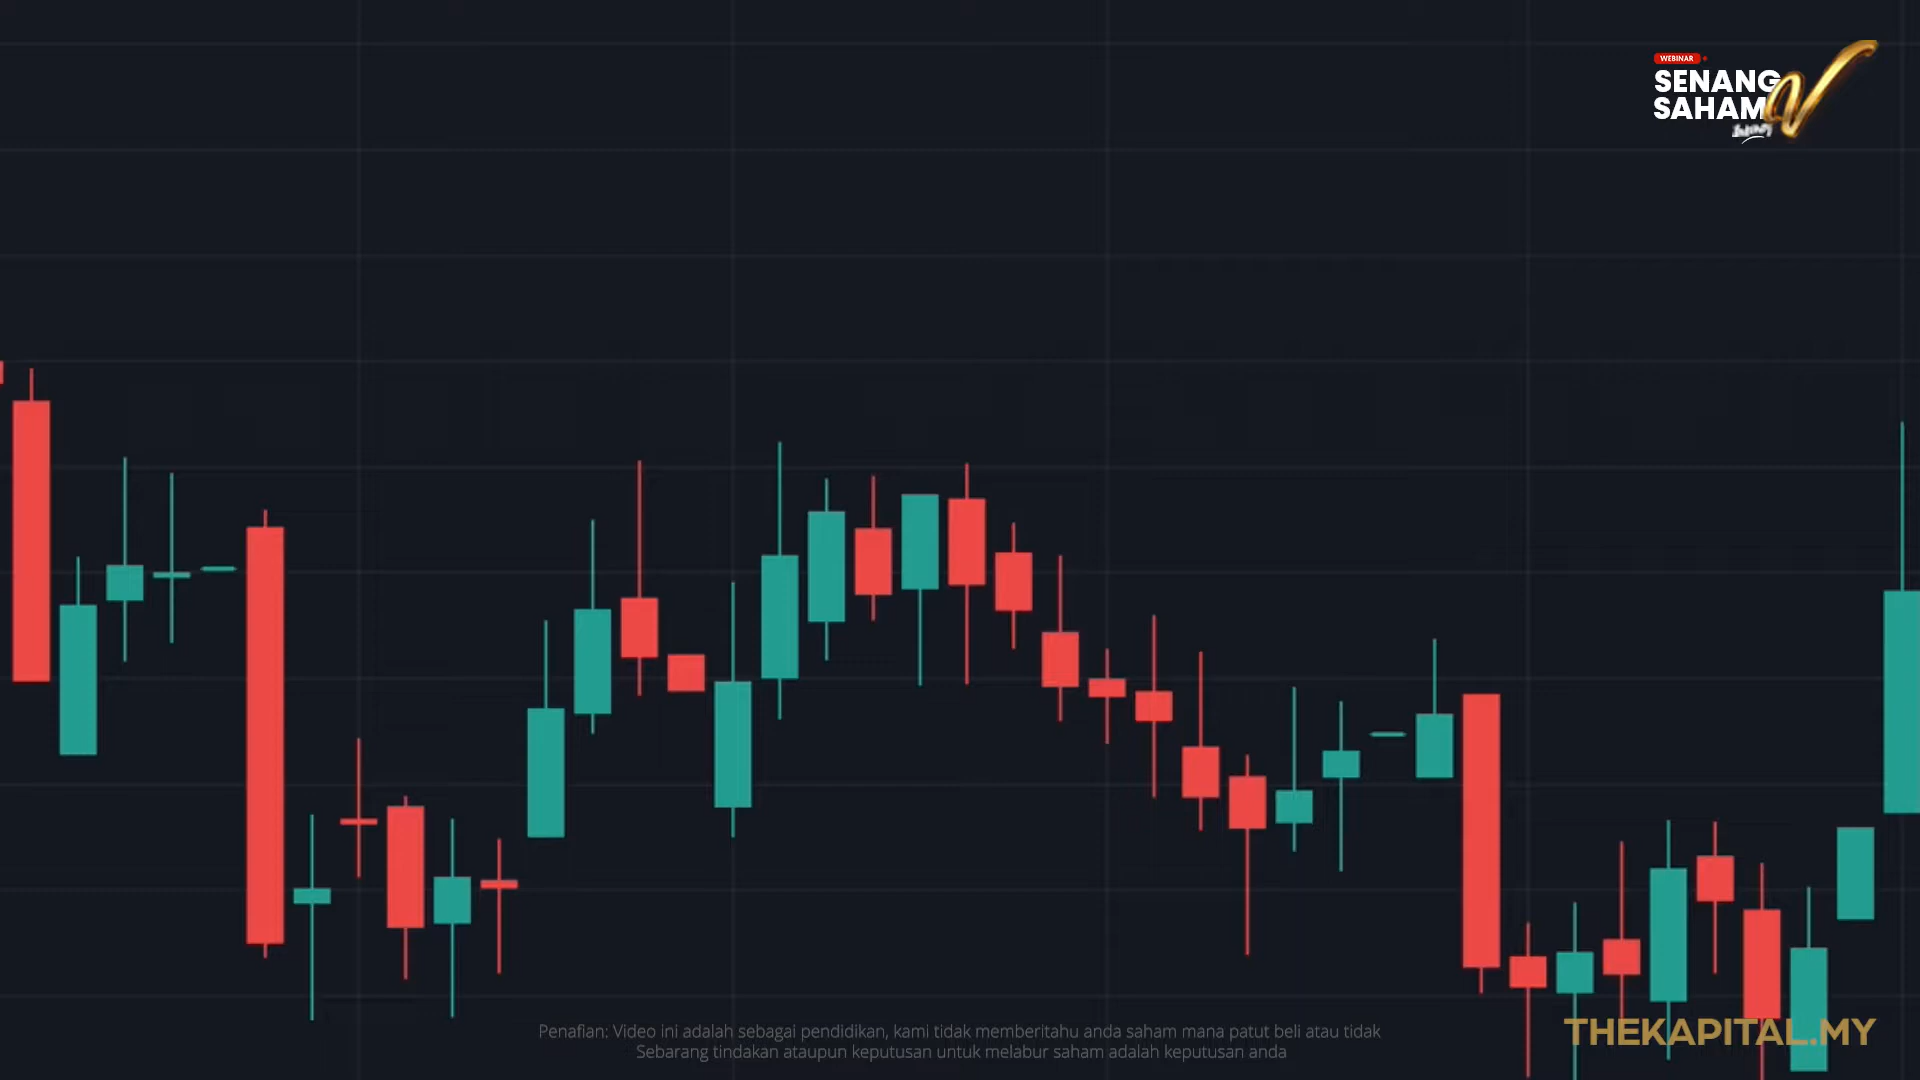 WEBINAR
SENANG
SAHAM
Penafian: Video ini adalah sebagai pendidikan, kami tidak memberitahu anda saham mana patut beli atau tidak
Sebarang tindakan ataupun keputusan untuk melabur saham adalah keputusan anda
THEKAPITAL.MY